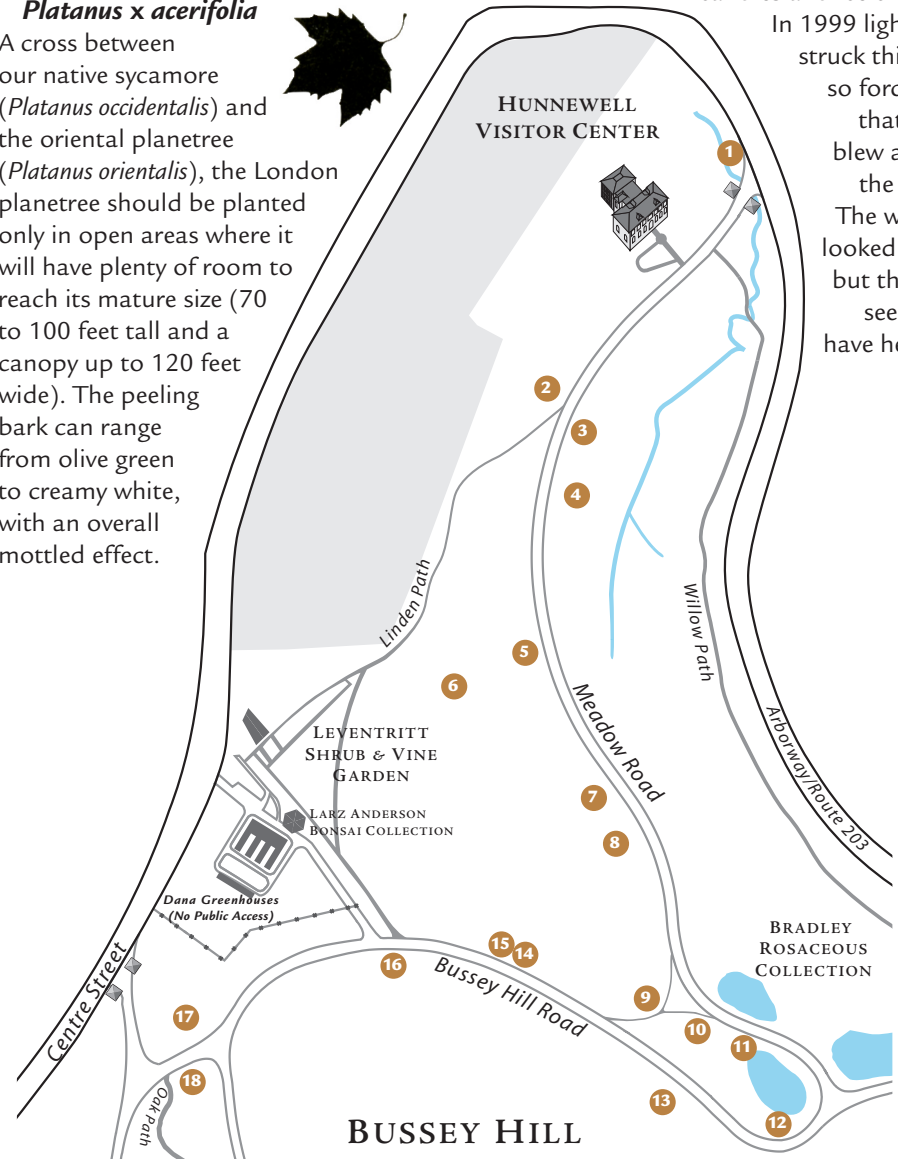 Platanus x acerifolia
A cross between
our native sycamore
(Platanus occidentalis) and
the oriental planetree
(Platanus orientalis), the London
planetree should be planted
only in open areas where it
will have plenty of room to
reach its mature size (70
to 100 feet tall and a
canopy up to 120 feet
wide). The peeling
bark can range
from olive green
to creamy white,
with an overall
mottled effect.
In 1999 ligh
struck thi
so forc
that
blew a
the
The w
looked
but th
see
have he
HUNNEWELL
VISITOR CENTER
1
2
3
4
Linden Path
Willow Path
5
6
Meadow Road
Arborway/Route 203
LEVENTRITT
SHRUB & VINE
GARDEN
7
LARZ ANDERSON
BONSAI COLLECTION
8
Dana Greenhouses
(No Public Access)
BRADLEY
ROSACEOUS
COLLECTION
15
14
16
Bussey Hill Road
Centre Street
9
17
10
11
18
Oak Path
13
12
BUSSEY HILL